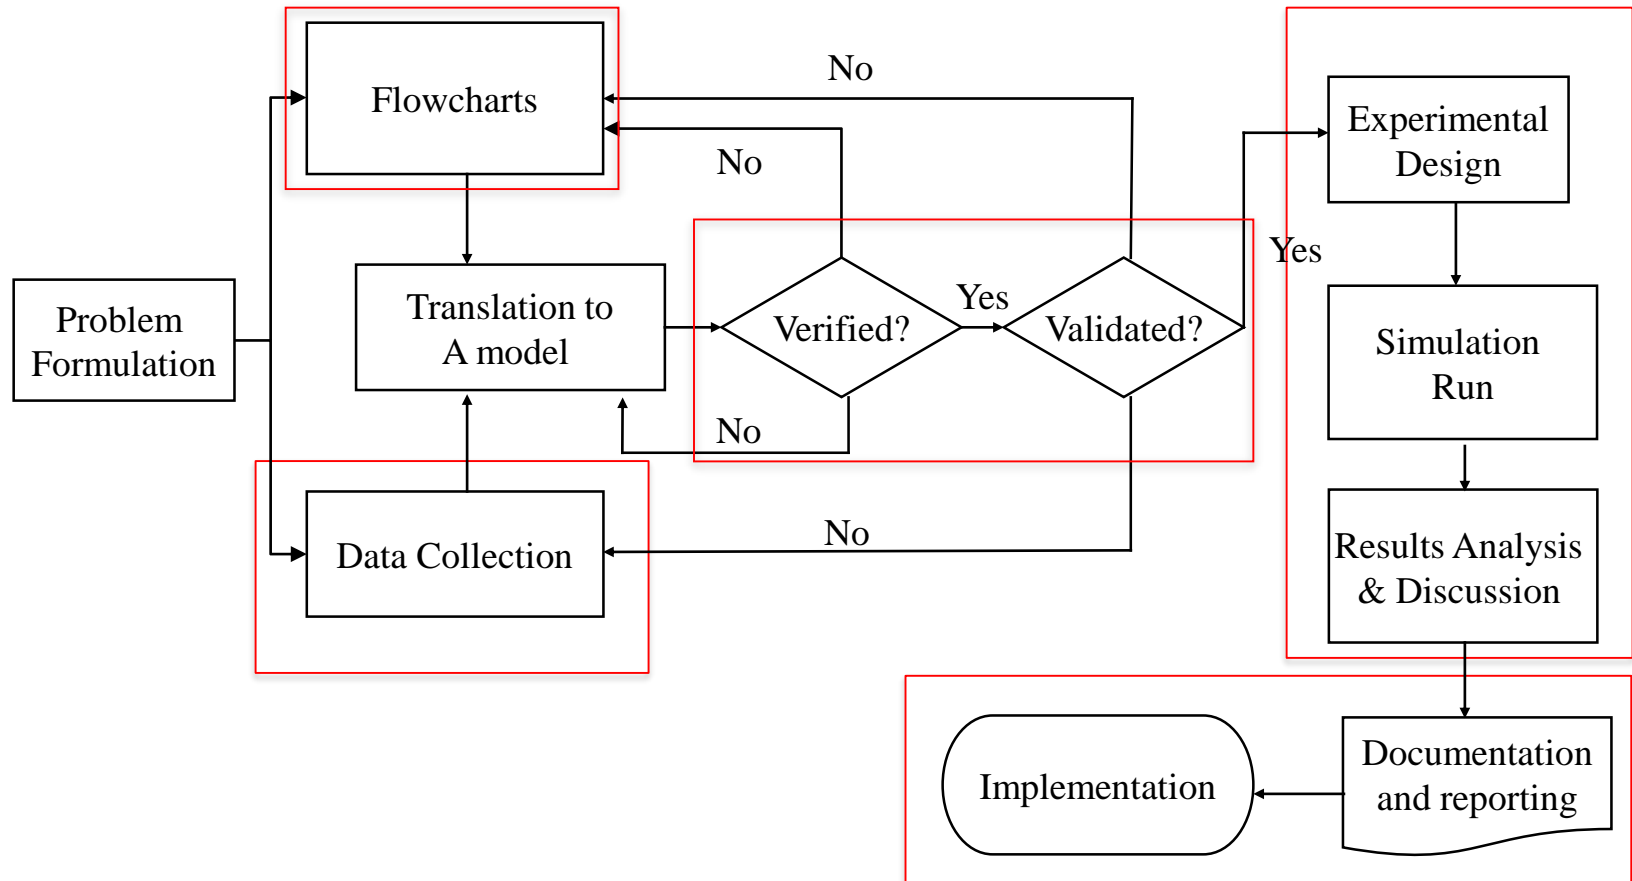 Flowcharts
No
No
Experimental
Design
Yes
Problem
Formulation
Translation to
A model
Verified?
Yes
Validated?
Simulation
Run
No
Data Collection
No
Results Analysis
& Discussion
Implementation
Documentation
and reporting